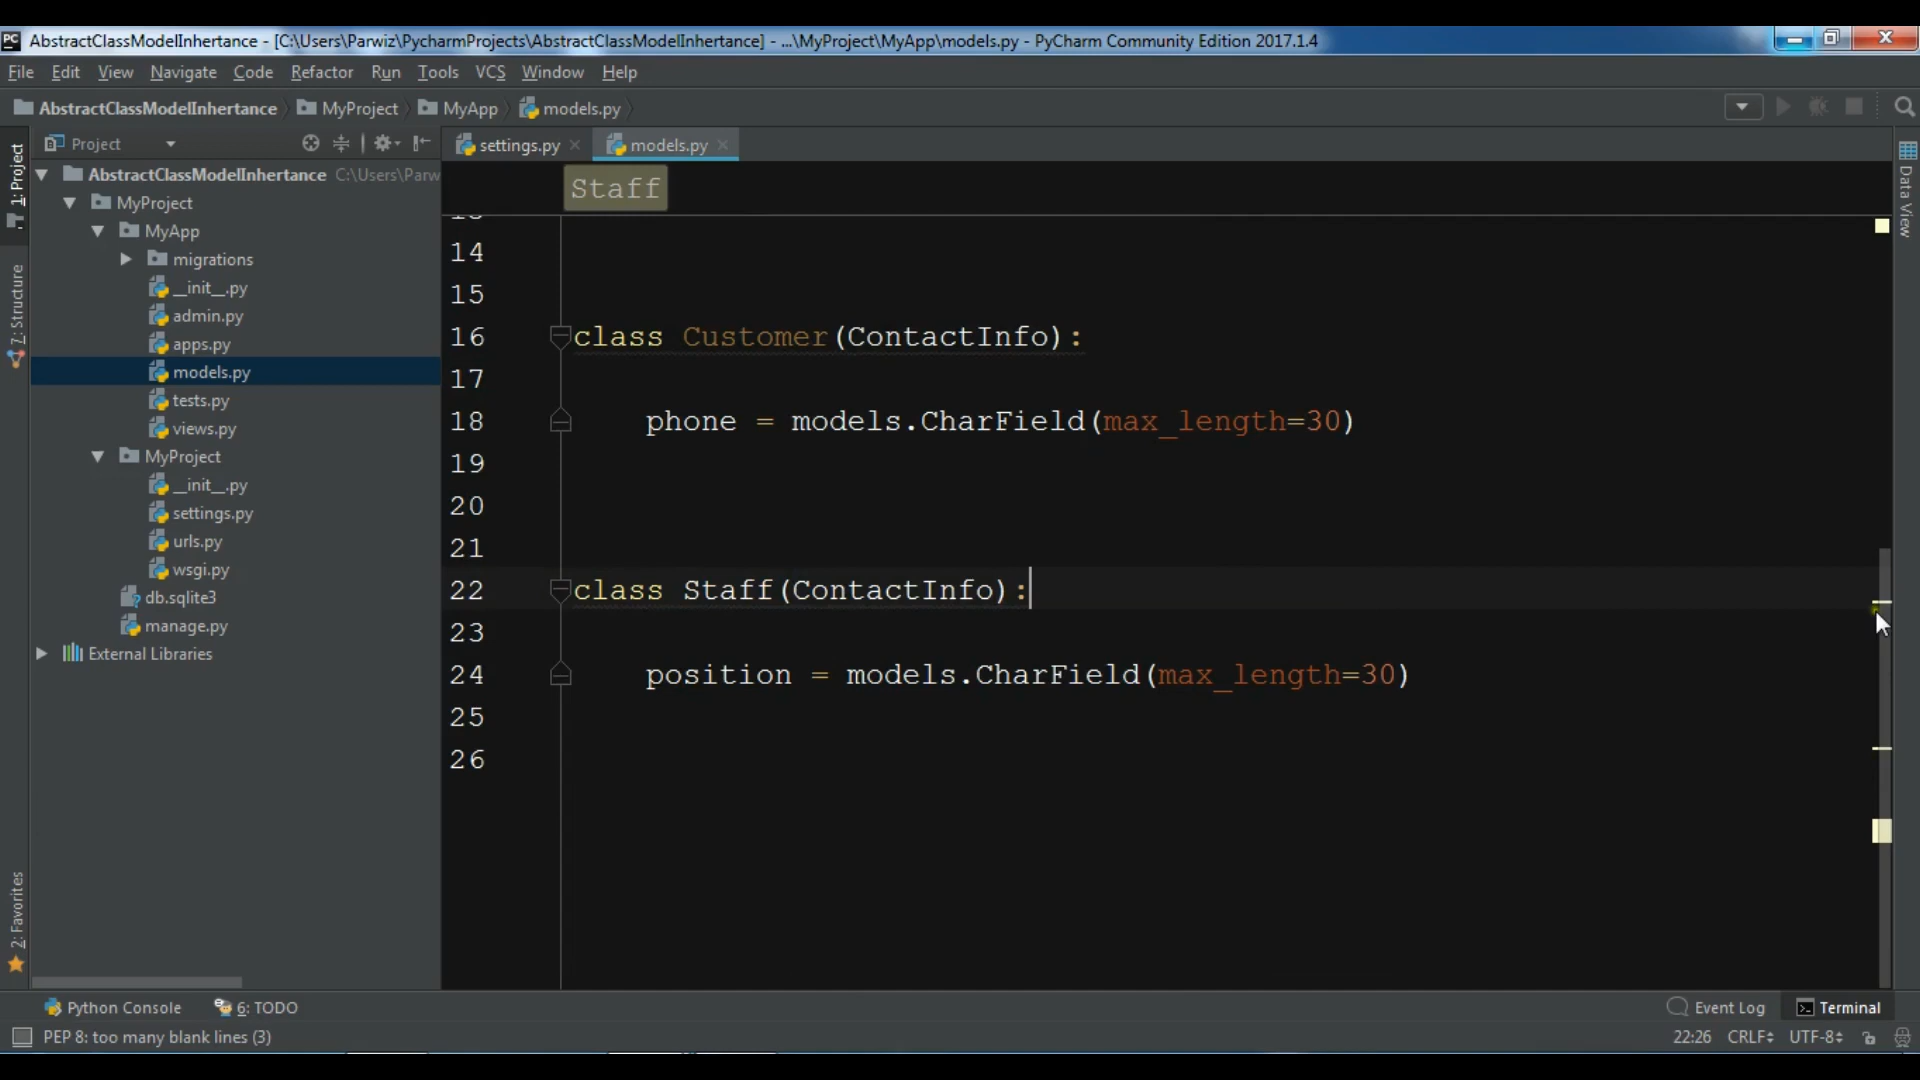 AbstractClassModelInhertance - [C:\Users\Parwiz\PycharmProjects\AbstractClassModelInhertance] - ...\MyProject\MyApp\models.py - PyCharm Community Edition 2017.1.4
File Edit View Navigate Code Refactor Run Tools VCS Window Help
AbstractClassModelInhertance MyProject MyApp models.py
Project
settings.py
models.py
1: Project
7: Structure
2: Favorites
Data View
AbstractClassModelInhertance C:\Users\Parw
MyProject
MyApp
migrations
__init__.py
admin.py
apps.py
models.py
tests.py
views.py
MyProject
__init__.py
settings.py
urls.py
wsgi.py
db.sqlite3
manage.py
External Libraries
Staff
14
15
16 class Customer(ContactInfo):
17
18 phone = models.CharField(max_length=30)
19
20
21
22 class Staff(ContactInfo):
23
24 position = models.CharField(max_length=30)
25
26
Python Console 6: TODO Event Log Terminal
PEP 8: too many blank lines (3) 22:26 CRLF UTF-8